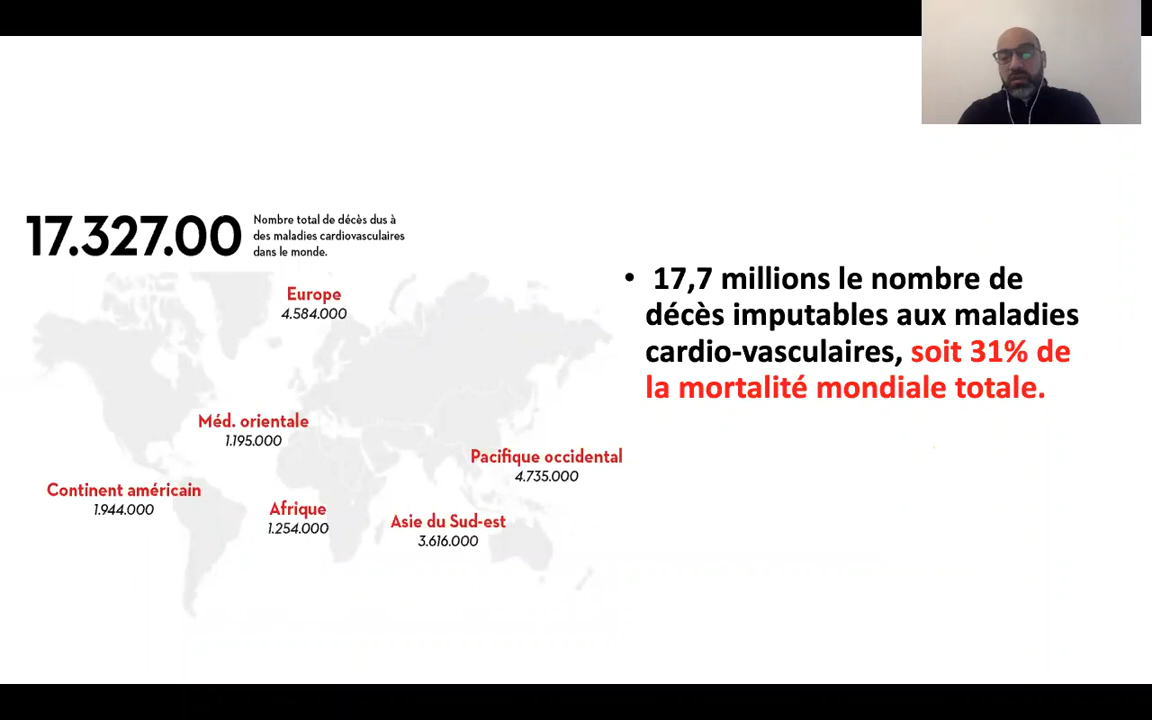 17.327.00
Nombre total de décès dus à
des maladies cardiovasculaires
dans le monde.
Europe
4.584.000
Méd. orientale
1.195.000
Pacifique occidental
4.735.000
Continent américain
1.944.000
Afrique
1.254.000
Asie du Sud-est
3.616.000
• 17,7 millions le nombre de
décès imputables aux maladies
cardio-vasculaires, soit 31% de
la mortalité mondiale totale.